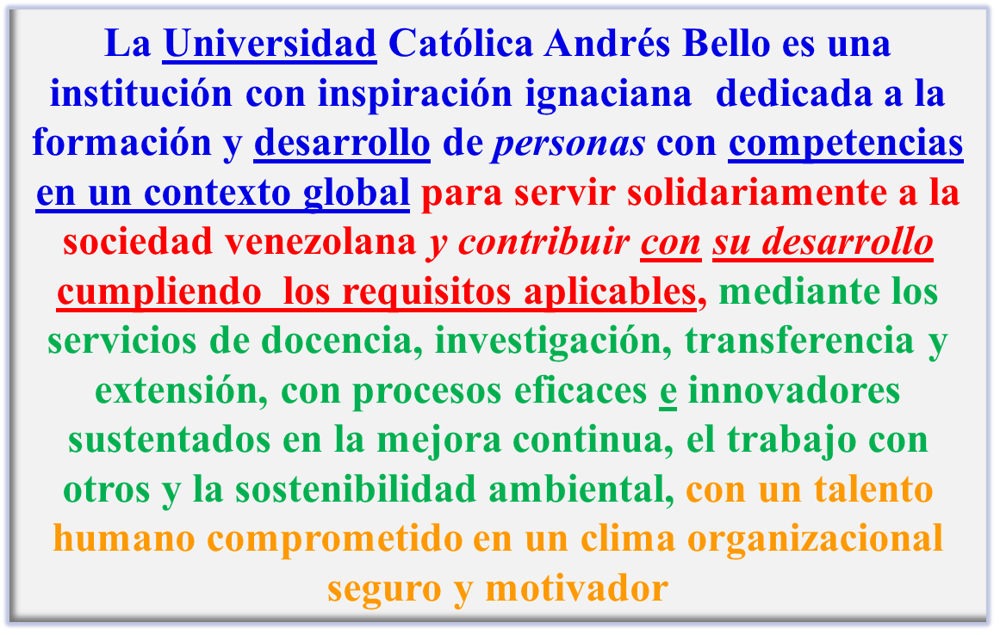 La Universidad Católica Andrés Bello es una
institución con inspiración ignaciana  dedicada a la
formación y desarrollo de personas con competencias
en un contexto global para servir solidariamente a la
sociedad venezolana y contribuir con su desarrollo
cumpliendo  los requisitos aplicables, mediante los
servicios de docencia, investigación, transferencia y
extensión, con procesos eficaces e innovadores
sustentados en la mejora continua, el trabajo con
otros y la sostenibilidad ambiental, con un talento
humano comprometido en un clima organizacional
seguro y motivador